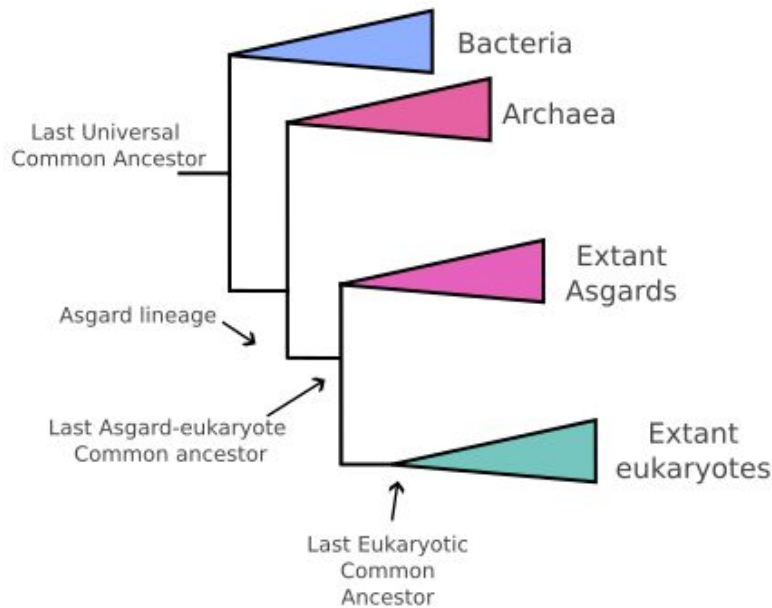 Bacteria
Archaea
Last Universal
Common Ancestor
Extant
Asgards
Asgard lineage
Last Asgard-eukaryote
Common ancestor
Extant
eukaryotes
Last Eukaryotic
Common
Ancestor